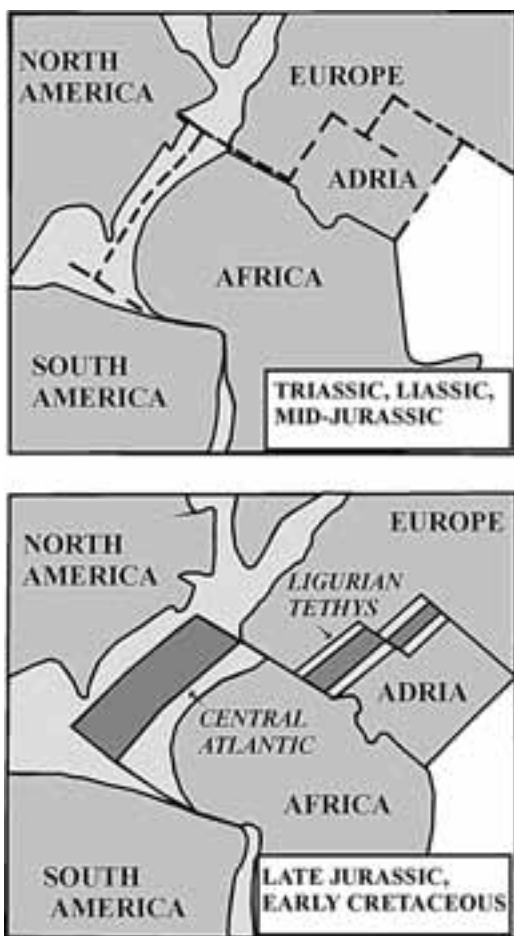 NORTH
AMERICA
EUROPE
ADRIA
AFRICA
SOUTH
AMERICA
TRIASSIC, LIASSIC,
MID-JURASSIC
NORTH
AMERICA
EUROPE
LIGURIAN
TETHYS
ADRIA
CENTRAL
ATLANTIC
AFRICA
SOUTH
AMERICA
LATE JURASSIC,
EARLY CRETACEOUS